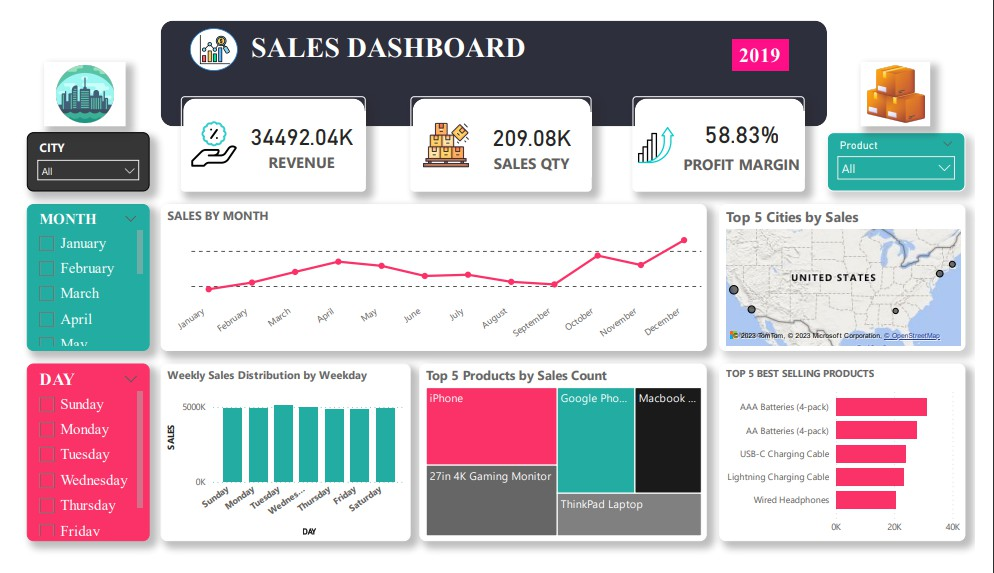 SALES DASHBOARD
2019
34492.04K
REVENUE
209.08K
SALES QTY
58.83%
PROFIT MARGIN
CITY
All
Product
All
MONTH
January
February
March
April
May
SALES BY MONTH
January
February
March
April
May
June
July
August
September
October
November
December
Top 5 Cities by Sales
UNITED STATES
© 2023 TomTom, © 2023 Microsoft Corporation, © OpenStreetMap
DAY
Sunday
Monday
Tuesday
Wednesday
Thursday
Friday
Weekly Sales Distribution by Weekday
SALES
5000K
0K
Sunday
Monday
Tuesday
Wednes...
Thursday
Friday
Saturday
DAY
Top 5 Products by Sales Count
iPhone
Google Pho...
Macbook ...
27in 4K Gaming Monitor
ThinkPad Laptop
TOP 5 BEST SELLING PRODUCTS
AAA Batteries (4-pack)
AA Batteries (4-pack)
USB-C Charging Cable
Lightning Charging Cable
Wired Headphones
0K
20K
40K